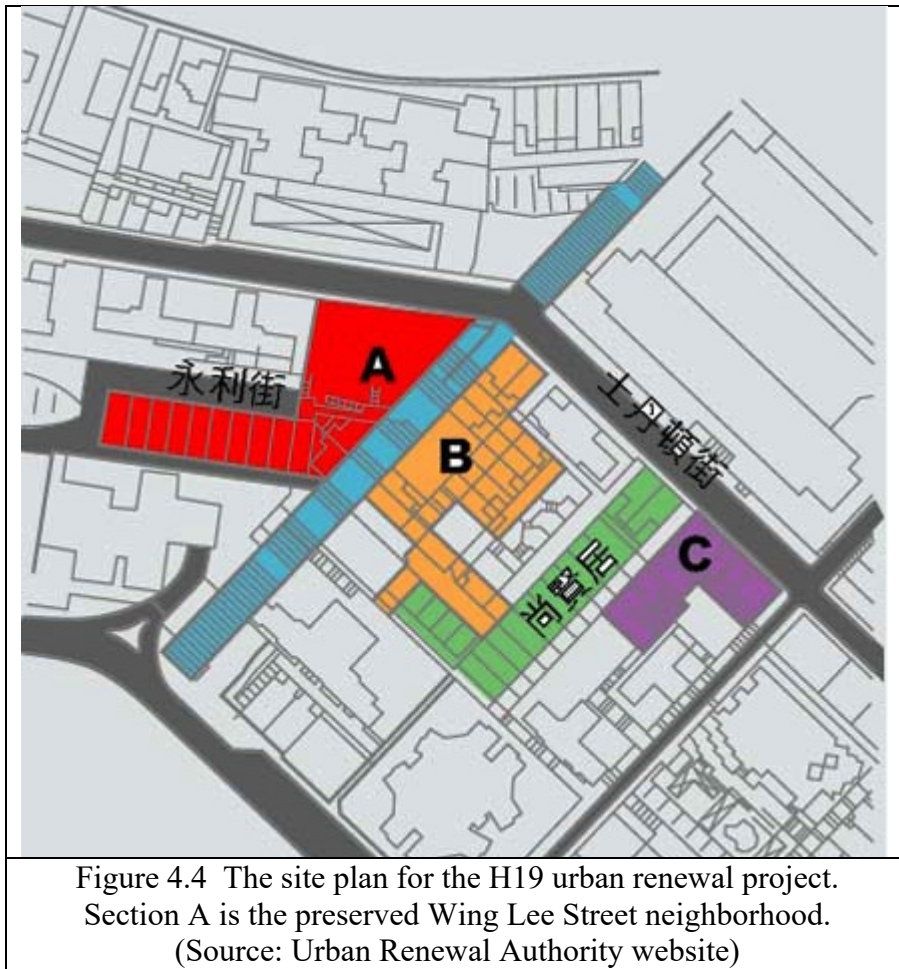 A
永利街
士丹頓街
B
C
尚賢居
Figure 4.4 The site plan for the H19 urban renewal project.
Section A is the preserved Wing Lee Street neighborhood.
(Source: Urban Renewal Authority website)